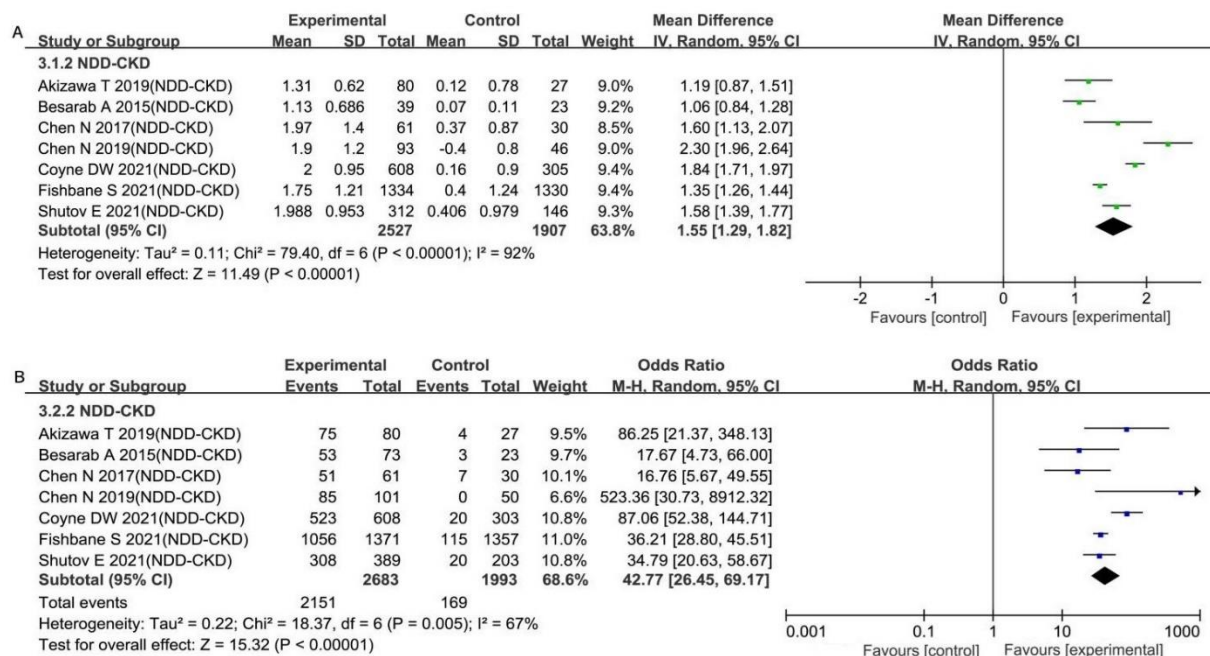 A
Experimental Control Mean Difference Mean Difference
Study or Subgroup Mean SD Total Mean SD Total Weight IV, Random, 95% CI IV, Random, 95% CI
3.1.2 NDD-CKD
Akizawa T 2019(NDD-CKD) 1.31 0.62 80 0.12 0.78 27 9.0% 1.19 [0.87, 1.51]
Besarab A 2015(NDD-CKD) 1.13 0.686 39 0.07 0.11 23 9.2% 1.06 [0.84, 1.28]
Chen N 2017(NDD-CKD) 1.97 1.4 61 0.37 0.87 30 8.5% 1.60 [1.13, 2.07]
Chen N 2019(NDD-CKD) 1.9 1.2 93 -0.4 0.8 46 9.0% 2.30 [1.96, 2.64]
Coyne DW 2021(NDD-CKD) 2 0.95 608 0.16 0.9 305 9.4% 1.84 [1.71, 1.97]
Fishbane S 2021(NDD-CKD) 1.75 1.21 1334 0.4 1.24 1330 9.4% 1.35 [1.26, 1.44]
Shutov E 2021(NDD-CKD) 1.988 0.953 312 0.406 0.979 146 9.3% 1.58 [1.39, 1.77]
Subtotal (95% CI) 2527 1907 63.8% 1.55 [1.29, 1.82]
Heterogeneity: Tau² = 0.11; Chi² = 79.40, df = 6 (P < 0.00001); I² = 92%
Test for overall effect: Z = 11.49 (P < 0.00001)
-2 -1 0 1 2
Favours [control] Favours [experimental]
B
Experimental Control Odds Ratio Odds Ratio
Study or Subgroup Events Total Events Total Weight M-H, Random, 95% CI M-H, Random, 95% CI
3.2.2 NDD-CKD
Akizawa T 2019(NDD-CKD) 75 80 4 27 9.5% 86.25 [21.37, 348.13]
Besarab A 2015(NDD-CKD) 53 73 3 23 9.7% 17.67 [4.73, 66.00]
Chen N 2017(NDD-CKD) 51 61 7 30 10.1% 16.76 [5.67, 49.55]
Chen N 2019(NDD-CKD) 85 101 0 50 6.6% 523.36 [30.73, 8912.32]
Coyne DW 2021(NDD-CKD) 523 608 20 303 10.8% 87.06 [52.38, 144.71]
Fishbane S 2021(NDD-CKD) 1056 1371 115 1357 11.0% 36.21 [28.80, 45.51]
Shutov E 2021(NDD-CKD) 308 389 20 203 10.8% 34.79 [20.63, 58.67]
Subtotal (95% CI) 2683 1993 68.6% 42.77 [26.45, 69.17]
Total events 2151 169
Heterogeneity: Tau² = 0.22; Chi² = 18.37, df = 6 (P = 0.005); I² = 67%
Test for overall effect: Z = 15.32 (P < 0.00001)
0.001 0.1 1 10 1000
Favours [control] Favours [experimental]